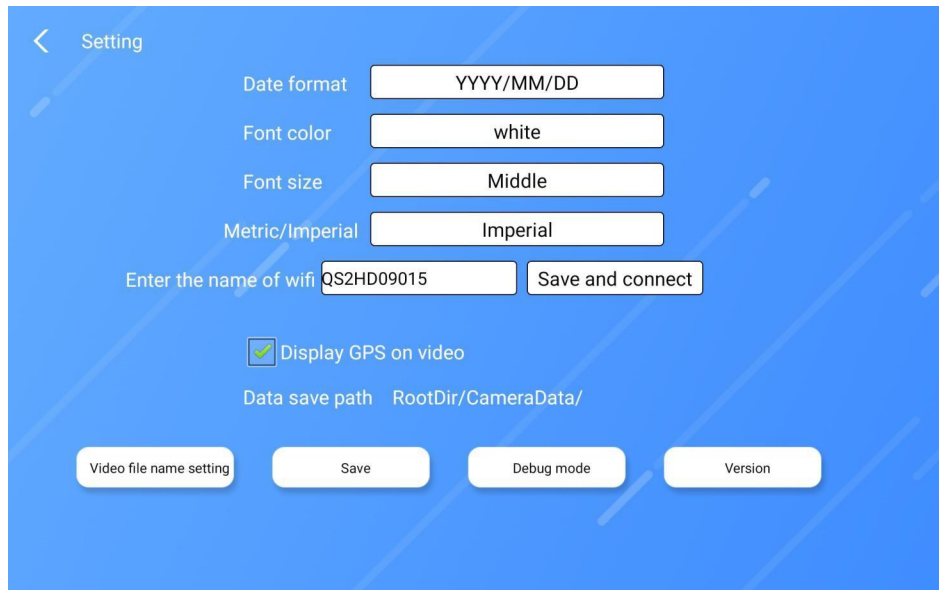 Setting
Date format YYYY/MM/DD
Font color white
Font size Middle
Metric/Imperial Imperial
Enter the name of wifi QS2HD09015 Save and connect
Display GPS on video
Data save path RootDir/CameraData/
Video file name setting Save Debug mode Version